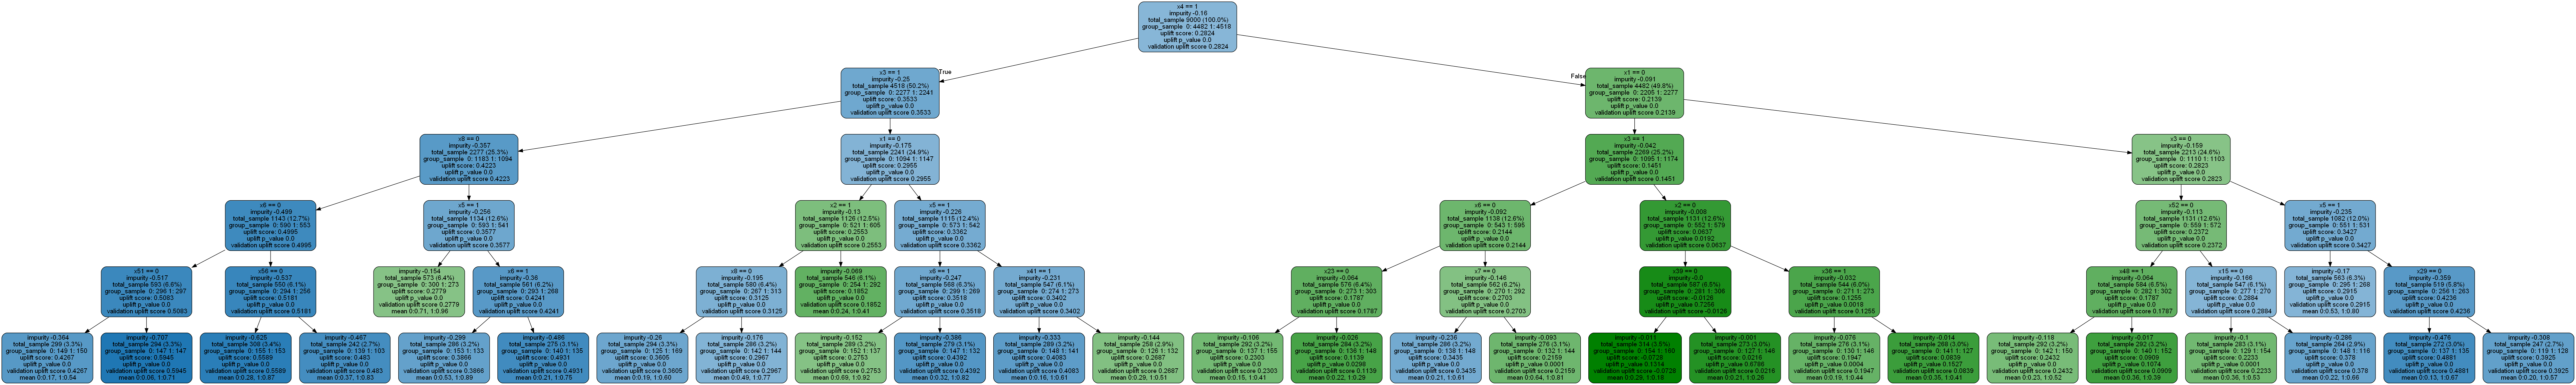 x4 == 1
impurity -0.16
total_sample 9000 (100.0%)
group_sample 0: 4482 1: 4518
uplift score: 0.2824
uplift p_value 0.0
validation uplift score 0.2824
True
False
x3 == 1
impurity -0.25
total_sample 4518 (50.2%)
group_sample 0: 2277 1: 2241
uplift score: 0.3533
uplift p_value 0.0
validation uplift score 0.3533
x1 == 0
impurity -0.091
total_sample 4482 (49.8%)
group_sample 0: 2205 1: 2277
uplift score: 0.2139
uplift p_value 0.0
validation uplift score 0.2139
x8 == 0
impurity -0.357
total_sample 2277 (25.3%)
group_sample 0: 1183 1: 1094
uplift score: 0.4223
uplift p_value 0.0
validation uplift score 0.4223
x1 == 0
impurity -0.175
total_sample 2241 (24.9%)
group_sample 0: 1094 1: 1147
uplift score: 0.2955
uplift p_value 0.0
validation uplift score 0.2955
x3 == 1
impurity -0.042
total_sample 2269 (25.2%)
group_sample 0: 1095 1: 1174
uplift score: 0.1451
uplift p_value 0.0
validation uplift score 0.1451
x3 == 0
impurity -0.159
total_sample 2213 (24.6%)
group_sample 0: 1110 1: 1103
uplift score: 0.2823
uplift p_value 0.0
validation uplift score 0.2823
x6 == 0
impurity -0.499
total_sample 1143 (12.7%)
group_sample 0: 590 1: 553
uplift score: 0.4995
uplift p_value 0.0
validation uplift score 0.4995
x5 == 1
impurity -0.256
total_sample 1134 (12.6%)
group_sample 0: 593 1: 541
uplift score: 0.3577
uplift p_value 0.0
validation uplift score 0.3577
x2 == 1
impurity -0.13
total_sample 1126 (12.5%)
group_sample 0: 521 1: 605
uplift score: 0.2553
uplift p_value 0.0
validation uplift score 0.2553
x5 == 1
impurity -0.226
total_sample 1115 (12.4%)
group_sample 0: 573 1: 542
uplift score: 0.3362
uplift p_value 0.0
validation uplift score 0.3362
x6 == 0
impurity -0.092
total_sample 1138 (12.6%)
group_sample 0: 543 1: 595
uplift score: 0.2144
uplift p_value 0.0
validation uplift score 0.2144
x2 == 0
impurity -0.008
total_sample 1131 (12.6%)
group_sample 0: 552 1: 579
uplift score: 0.0637
uplift p_value 0.0192
validation uplift score 0.0637
x52 == 0
impurity -0.113
total_sample 1131 (12.6%)
group_sample 0: 559 1: 572
uplift score: 0.2372
uplift p_value 0.0
validation uplift score 0.2372
x5 == 1
impurity -0.235
total_sample 1082 (12.0%)
group_sample 0: 551 1: 531
uplift score: 0.3427
uplift p_value 0.0
validation uplift score 0.3427
x51 == 0
impurity -0.517
total_sample 593 (6.6%)
group_sample 0: 296 1: 297
uplift score: 0.5083
uplift p_value 0.0
validation uplift score 0.5083
x56 == 0
impurity -0.537
total_sample 550 (6.1%)
group_sample 0: 294 1: 256
uplift score: 0.5181
uplift p_value 0.0
validation uplift score 0.5181
impurity -0.154
total_sample 573 (6.4%)
group_sample 0: 300 1: 273
uplift score: 0.2779
uplift p_value 0.0
validation uplift score 0.2779
mean 0:0.71, 1:0.96
x6 == 1
impurity -0.36
total_sample 561 (6.2%)
group_sample 0: 293 1: 268
uplift score: 0.4241
uplift p_value 0.0
validation uplift score 0.4241
x8 == 0
impurity -0.195
total_sample 580 (6.4%)
group_sample 0: 267 1: 313
uplift score: 0.3125
uplift p_value 0.0
validation uplift score 0.3125
impurity -0.069
total_sample 546 (6.1%)
group_sample 0: 254 1: 292
uplift score: 0.1852
uplift p_value 0.0
validation uplift score 0.1852
mean 0:0.24, 1:0.41
x6 == 1
impurity -0.247
total_sample 568 (6.3%)
group_sample 0: 299 1: 269
uplift score: 0.3518
uplift p_value 0.0
validation uplift score 0.3518
x41 == 1
impurity -0.231
total_sample 547 (6.1%)
group_sample 0: 274 1: 273
uplift score: 0.3402
uplift p_value 0.0
validation uplift score 0.3402
x23 == 0
impurity -0.064
total_sample 576 (6.4%)
group_sample 0: 273 1: 303
uplift score: 0.1787
uplift p_value 0.0
validation uplift score 0.1787
x7 == 0
impurity -0.146
total_sample 562 (6.2%)
group_sample 0: 270 1: 292
uplift score: 0.2703
uplift p_value 0.0
validation uplift score 0.2703
x39 == 0
impurity -0.0
total_sample 587 (6.5%)
group_sample 0: 281 1: 306
uplift score: -0.0126
uplift p_value 0.7256
validation uplift score -0.0126
x36 == 1
impurity -0.032
total_sample 544 (6.0%)
group_sample 0: 271 1: 273
uplift score: 0.1255
uplift p_value 0.0018
validation uplift score 0.1255
x48 == 1
impurity -0.064
total_sample 584 (6.5%)
group_sample 0: 282 1: 302
uplift score: 0.1787
uplift p_value 0.0
validation uplift score 0.1787
x15 == 0
impurity -0.166
total_sample 547 (6.1%)
group_sample 0: 277 1: 270
uplift score: 0.2884
uplift p_value 0.0
validation uplift score 0.2884
impurity -0.17
total_sample 563 (6.3%)
group_sample 0: 295 1: 268
uplift score: 0.2915
uplift p_value 0.0
validation uplift score 0.2915
mean 0:0.53, 1:0.80
x29 == 0
impurity -0.359
total_sample 519 (5.8%)
group_sample 0: 256 1: 263
uplift score: 0.4236
uplift p_value 0.0
validation uplift score 0.4236
impurity -0.364
total_sample 299 (3.3%)
group_sample 0: 149 1: 150
uplift score: 0.4267
uplift p_value 0.0
validation uplift score 0.4267
mean 0:0.17, 1:0.54
impurity -0.707
total_sample 294 (3.3%)
group_sample 0: 147 1: 147
uplift score: 0.5945
uplift p_value 0.0
validation uplift score 0.5945
mean 0:0.06, 1:0.71
impurity -0.625
total_sample 308 (3.4%)
group_sample 0: 155 1: 153
uplift score: 0.5589
uplift p_value 0.0
validation uplift score 0.5589
mean 0:0.28, 1:0.87
impurity -0.467
total_sample 242 (2.7%)
group_sample 0: 139 1: 103
uplift score: 0.483
uplift p_value 0.0
validation uplift score 0.483
mean 0:0.37, 1:0.83
impurity -0.299
total_sample 286 (3.2%)
group_sample 0: 153 1: 133
uplift score: 0.3866
uplift p_value 0.0
validation uplift score 0.3866
mean 0:0.53, 1:0.89
impurity -0.486
total_sample 275 (3.1%)
group_sample 0: 140 1: 135
uplift score: 0.4931
uplift p_value 0.0
validation uplift score 0.4931
mean 0:0.21, 1:0.75
impurity -0.26
total_sample 294 (3.3%)
group_sample 0: 125 1: 169
uplift score: 0.3605
uplift p_value 0.0
validation uplift score 0.3605
mean 0:0.19, 1:0.60
impurity -0.176
total_sample 286 (3.2%)
group_sample 0: 142 1: 144
uplift score: 0.2967
uplift p_value 0.0
validation uplift score 0.2967
mean 0:0.49, 1:0.77
impurity -0.152
total_sample 289 (3.2%)
group_sample 0: 152 1: 137
uplift score: 0.2753
uplift p_value 0.0
validation uplift score 0.2753
mean 0:0.69, 1:0.92
impurity -0.386
total_sample 279 (3.1%)
group_sample 0: 147 1: 132
uplift score: 0.4392
uplift p_value 0.0
validation uplift score 0.4392
mean 0:0.32, 1:0.82
impurity -0.333
total_sample 289 (3.2%)
group_sample 0: 148 1: 141
uplift score: 0.4083
uplift p_value 0.0
validation uplift score 0.4083
mean 0:0.16, 1:0.61
impurity -0.144
total_sample 258 (2.9%)
group_sample 0: 126 1: 132
uplift score: 0.2687
uplift p_value 0.0
validation uplift score 0.2687
mean 0:0.29, 1:0.51
impurity -0.106
total_sample 292 (3.2%)
group_sample 0: 137 1: 155
uplift score: 0.2303
uplift p_value 0.0
validation uplift score 0.2303
mean 0:0.15, 1:0.41
impurity -0.026
total_sample 284 (3.2%)
group_sample 0: 136 1: 148
uplift score: 0.1139
uplift p_value 0.0298
validation uplift score 0.1139
mean 0:0.22, 1:0.29
impurity -0.236
total_sample 286 (3.2%)
group_sample 0: 138 1: 148
uplift score: 0.3435
uplift p_value 0.0
validation uplift score 0.3435
mean 0:0.21, 1:0.61
impurity -0.093
total_sample 276 (3.1%)
group_sample 0: 132 1: 144
uplift score: 0.2159
uplift p_value 0.0001
validation uplift score 0.2159
mean 0:0.64, 1:0.81
impurity -0.011
total_sample 314 (3.5%)
group_sample 0: 154 1: 160
uplift score: -0.0728
uplift p_value 0.1314
validation uplift score -0.0728
impurity -0.001
total_sample 273 (3.0%)
group_sample 0: 127 1: 146
uplift score: 0.0216
uplift p_value 0.6786
validation uplift score 0.0216
mean 0:0.21, 1:0.26
impurity -0.076
total_sample 276 (3.1%)
group_sample 0: 130 1: 146
uplift score: 0.1947
uplift p_value 0.0004
validation uplift score 0.1947
mean 0:0.19, 1:0.44
impurity -0.014
total_sample 268 (3.0%)
group_sample 0: 141 1: 127
uplift score: 0.0839
uplift p_value 0.1527
validation uplift score 0.0839
mean 0:0.35, 1:0.41
impurity -0.118
total_sample 292 (3.2%)
group_sample 0: 142 1: 150
uplift score: 0.2432
uplift p_value 0.0
validation uplift score 0.2432
mean 0:0.23, 1:0.52
impurity -0.017
total_sample 292 (3.2%)
group_sample 0: 140 1: 152
uplift score: 0.0909
uplift p_value 0.1074
validation uplift score 0.0909
mean 0:0.36, 1:0.39
impurity -0.1
total_sample 283 (3.1%)
group_sample 0: 129 1: 154
uplift score: 0.2233
uplift p_value 0.0001
validation uplift score 0.2233
mean 0:0.36, 1:0.53
impurity -0.286
total_sample 264 (2.9%)
group_sample 0: 148 1: 116
uplift score: 0.378
uplift p_value 0.0
validation uplift score 0.378
mean 0:0.22, 1:0.66
impurity -0.476
total_sample 272 (3.0%)
group_sample 0: 137 1: 135
uplift score: 0.4881
uplift p_value 0.0
validation uplift score 0.4881
mean 0:0.13, 1:0.67
impurity -0.308
total_sample 247 (2.7%)
group_sample 0: 119 1: 128
uplift score: 0.3925
uplift p_value 0.0
validation uplift score 0.3925
mean 0:0.20, 1:0.57